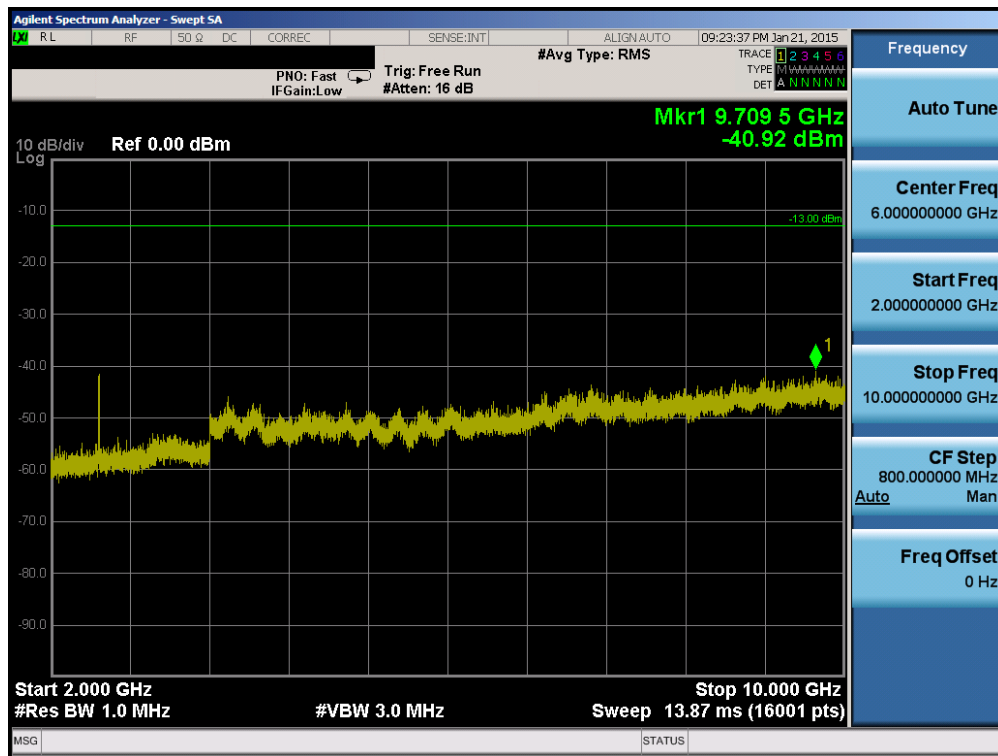 Agilent Spectrum Analyzer - Swept SA
LXI RL RF 50 Ω DC CORREC SENSE:INT ALIGN AUTO 09:23:37 PM Jan 21, 2015
Frequency
#Avg Type: RMS
TRACE 1 2 3 4 5 6
PNO: Fast Trig: Free Run
TYPE M WWWWW
IFGain:Low #Atten: 16 dB
DET A N N N N N
Auto Tune
Mkr1 9.709 5 GHz
-40.92 dBm
10 dB/div Ref 0.00 dBm
Log
Center Freq
6.000000000 GHz
-10.0
-13.00 dBm
-20.0
Start Freq
2.000000000 GHz
-30.0
1
-40.0
Stop Freq
10.000000000 GHz
-50.0
CF Step
800.000000 MHz
Auto Man
-60.0
-70.0
Freq Offset
0 Hz
-80.0
-90.0
Start 2.000 GHz Stop 10.000 GHz
#Res BW 1.0 MHz #VBW 3.0 MHz Sweep 13.87 ms (16001 pts)
MSG STATUS